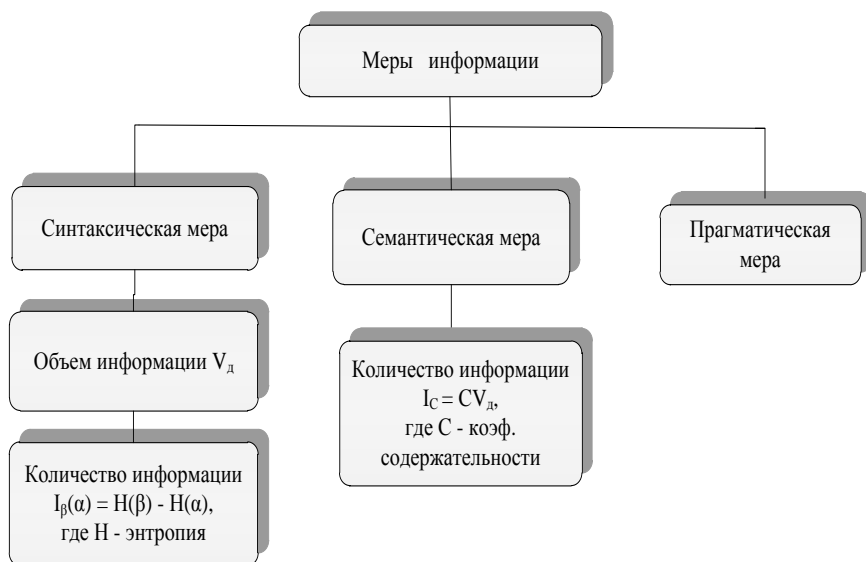 Меры информации
Синтаксическая мера
Семантическая мера
Прагматическая
мера
Объем информации Vд
Количество информации
IC = CVд,
где С - коэф.
содержательности
Количество информации
Iβ(α) = H(β) - H(α),
где H - энтропия